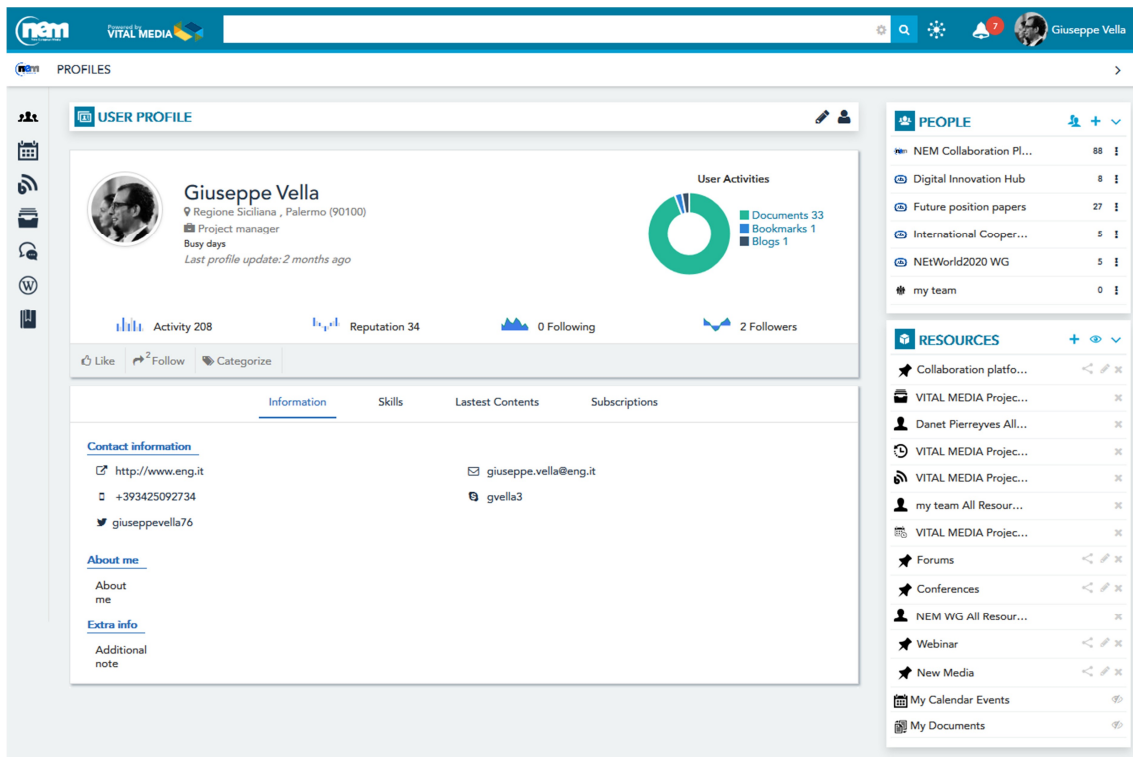 nem
Powered by
VITAL MEDIA
7
Giuseppe Vella
nem PROFILES
USER PROFILE
Giuseppe Vella
Regione Siciliana , Palermo (90100)
Project manager
Busy days
Last profile update: 2 months ago
User Activities
Documents 33
Bookmarks 1
Blogs 1
Activity 208
Reputation 34
0 Following
2 Followers
Like
2 Follow
Categorize
Information
Skills
Lastest Contents
Subscriptions
Contact information
http://www.eng.it
giuseppe.vella@eng.it
+393425092734
gvella3
giuseppevella76
About me
About
me
Extra info
Additional
note
PEOPLE
nem NEM Collaboration Pl... 88
Digital Innovation Hub 8
Future position papers 27
International Cooper... 5
NEtWorld2020 WG 5
my team 0
RESOURCES
Collaboration platfo...
VITAL MEDIA Projec...
Danet Pierreyves All...
VITAL MEDIA Projec...
VITAL MEDIA Projec...
my team All Resour...
VITAL MEDIA Projec...
Forums
Conferences
NEM WG All Resour...
Webinar
New Media
My Calendar Events
My Documents